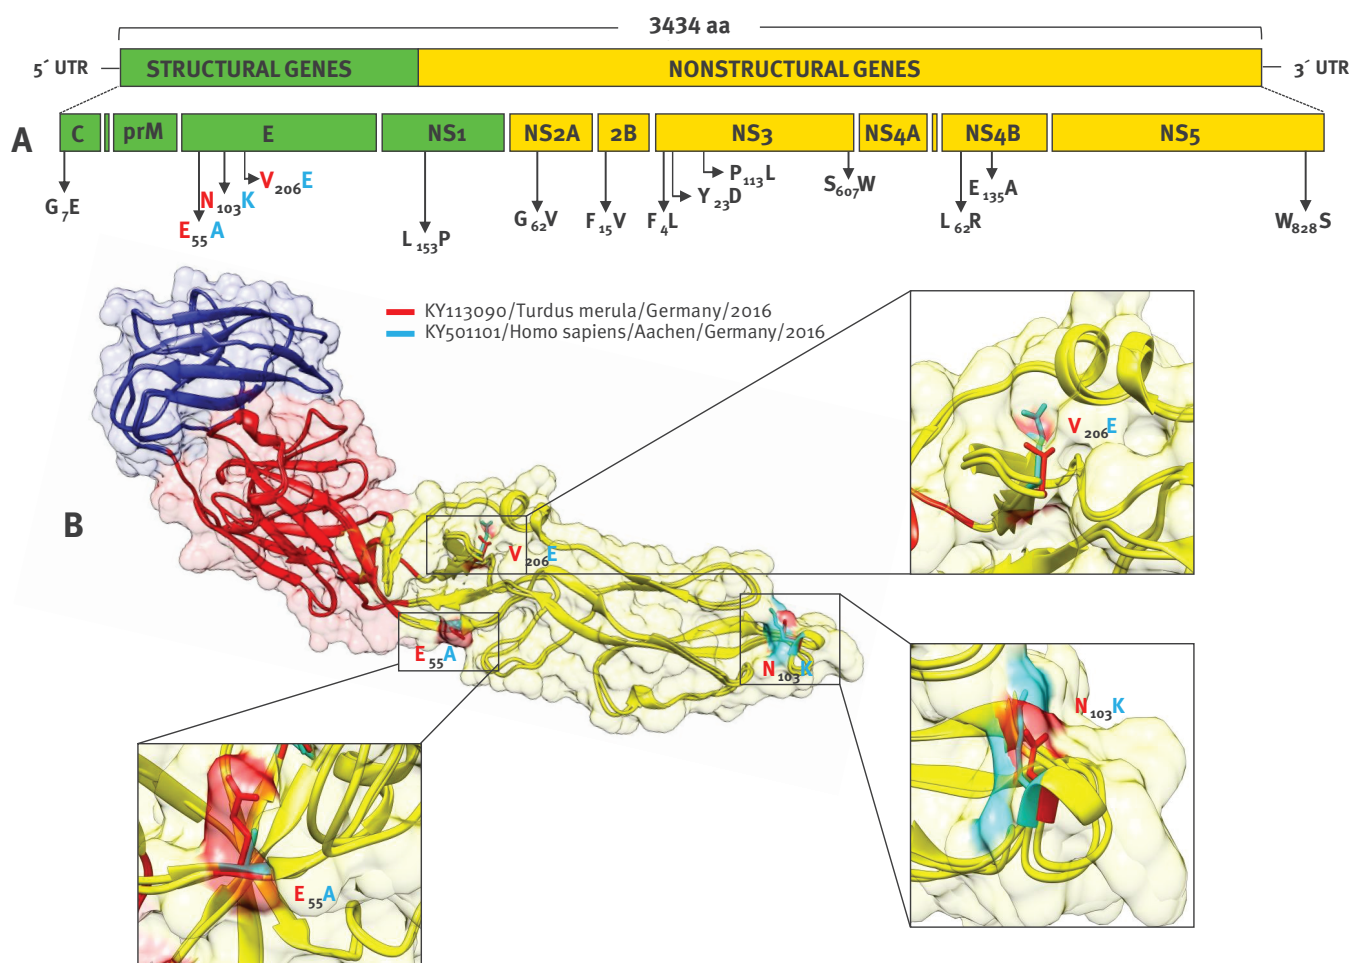 3434 aa
5´ UTR STRUCTURAL GENES NONSTRUCTURAL GENES 3´ UTR
A C prM E NS1 NS2A 2B NS3 NS4A NS4B NS5
G7E
E55A
N103K
V206E
L153P
G62V
F15V
F4L
Y23D
P113L
S607W
L62R
E135A
W828S
KY113090/Turdus merula/Germany/2016
KY501101/Homo sapiens/Aachen/Germany/2016
V206E
B
V206E
E55A
N103K
N103K
E55A